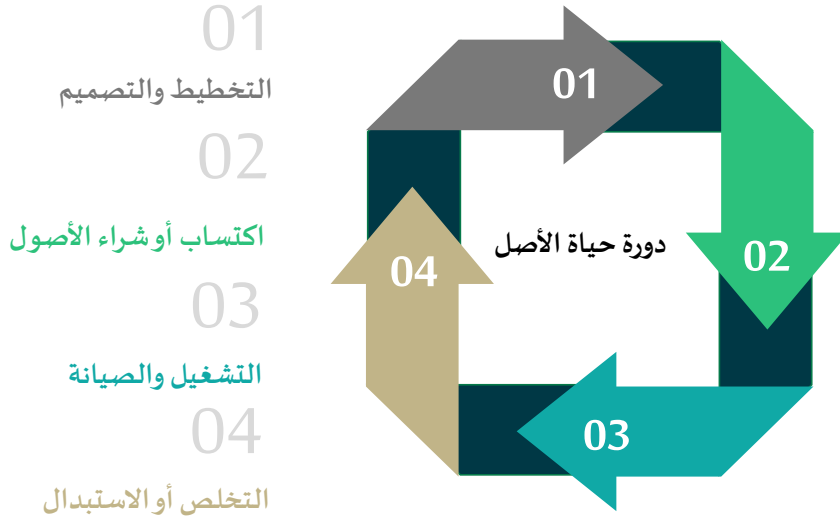 01
التخطيط والتصميم
02
اكتساب أو شراء الأصول
03
التشغيل والصيانة
04
التخلص أو الاستبدال
01
02
03
04
دورة حياة الأصل